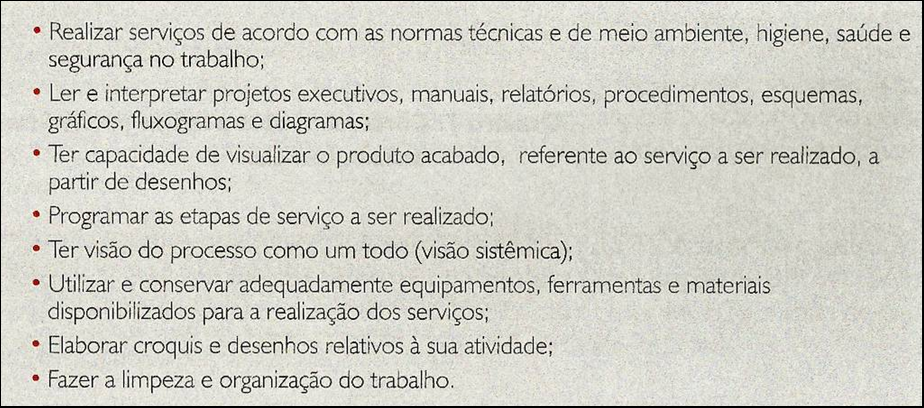 • Realizar serviços de acordo com as normas técnicas e de meio ambiente, higiene, saúde e
segurança no trabalho;
• Ler e interpretar projetos executivos, manuais, relatórios, procedimentos, esquemas,
gráficos, fluxogramas e diagramas;
• Ter capacidade de visualizar o produto acabado, referente ao serviço a ser realizado, a
partir de desenhos;
• Programar as etapas de serviço a ser realizado;
• Ter visão do processo como um todo (visão sistêmica);
• Utilizar e conservar adequadamente equipamentos, ferramentas e materiais
disponibilizados para a realização dos serviços;
• Elaborar croquis e desenhos relativos à sua atividade;
• Fazer a limpeza e organização do trabalho.